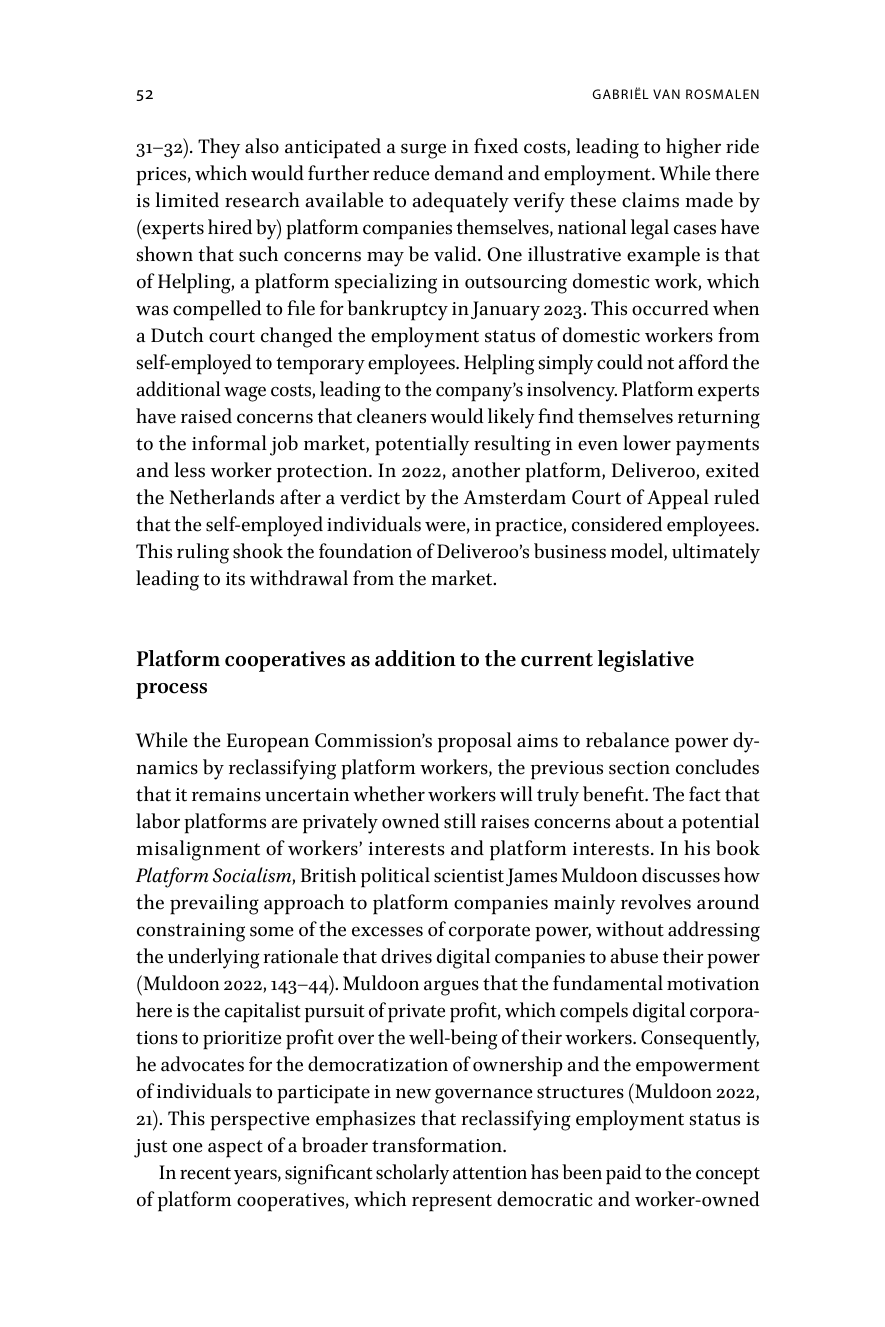 52
GABRIËL VAN ROSMALEN
31–32). They also anticipated a surge in fixed costs, leading to higher ride
prices, which would further reduce demand and employment. While there
is limited research available to adequately verify these claims made by
(experts hired by) platform companies themselves, national legal cases have
shown that such concerns may be valid. One illustrative example is that
of Helpling, a platform specializing in outsourcing domestic work, which
was compelled to file for bankruptcy in January 2023. This occurred when
a Dutch court changed the employment status of domestic workers from
self-employed to temporary employees. Helpling simply could not afford the
additional wage costs, leading to the company’s insolvency. Platform experts
have raised concerns that cleaners would likely find themselves returning
to the informal job market, potentially resulting in even lower payments
and less worker protection. In 2022, another platform, Deliveroo, exited
the Netherlands after a verdict by the Amsterdam Court of Appeal ruled
that the self-employed individuals were, in practice, considered employees.
This ruling shook the foundation of Deliveroo’s business model, ultimately
leading to its withdrawal from the market.
Platform cooperatives as addition to the current legislative
process
While the European Commission’s proposal aims to rebalance power dy-
namics by reclassifying platform workers, the previous section concludes
that it remains uncertain whether workers will truly benefit. The fact that
labor platforms are privately owned still raises concerns about a potential
misalignment of workers’ interests and platform interests. In his book
Platform Socialism, British political scientist James Muldoon discusses how
the prevailing approach to platform companies mainly revolves around
constraining some of the excesses of corporate power, without addressing
the underlying rationale that drives digital companies to abuse their power
(Muldoon 2022, 143–44). Muldoon argues that the fundamental motivation
here is the capitalist pursuit of private profit, which compels digital corpora-
tions to prioritize profit over the well-being of their workers. Consequently,
he advocates for the democratization of ownership and the empowerment
of individuals to participate in new governance structures (Muldoon 2022,
21). This perspective emphasizes that reclassifying employment status is
just one aspect of a broader transformation.
In recent years, significant scholarly attention has been paid to the concept
of platform cooperatives, which represent democratic and worker-owned